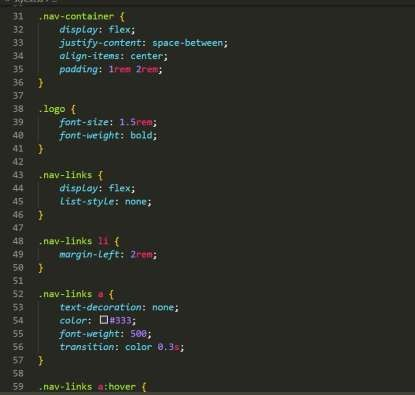 31 .nav-container {
32     display: flex;
33     justify-content: space-between;
34     align-items: center;
35     padding: 1rem 2rem;
36 }
37
38 .logo {
39     font-size: 1.5rem;
40     font-weight: bold;
41 }
42
43 .nav-links {
44     display: flex;
45     list-style: none;
46 }
47
48 .nav-links li {
49     margin-left: 2rem;
50 }
51
52 .nav-links a {
53     text-decoration: none;
54     color: #333;
55     font-weight: 500;
56     transition: color 0.3s;
57 }
58
59 .nav-links a:hover {